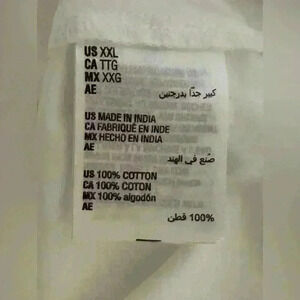 US XXL
CA TTG
MX XXG
AE كبير جدًا بدرجتين
US MADE IN INDIA
CA FABRIQUÉ EN INDE
MX HECHO EN INDIA
AE صُنع في الهند
US 100% COTTON
CA 100% COTON
MX 100% algodón
AE 100% قطن